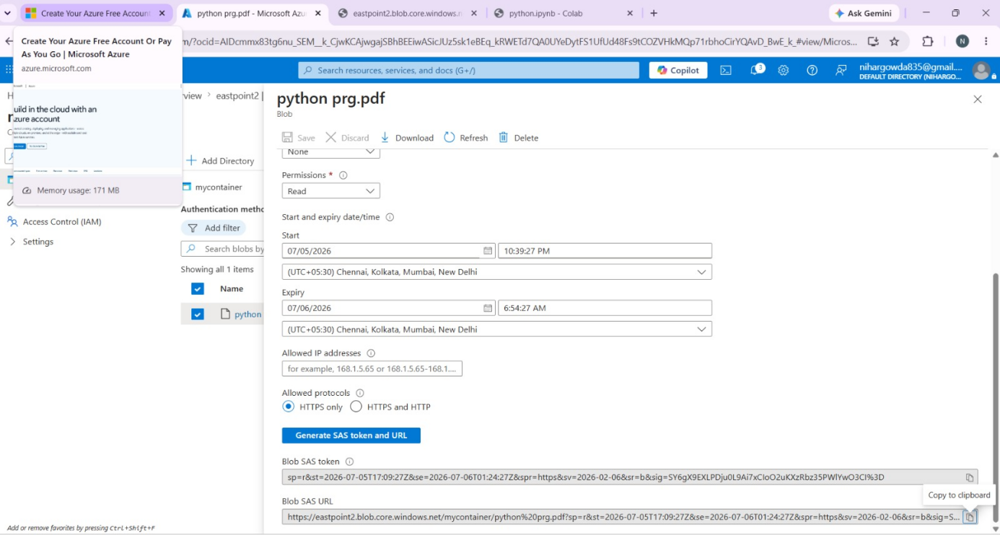 Create Your Azure Free Account
python prg.pdf - Microsoft Azu
eastpoint2.blob.core.windows.n
python.ipynb - Colab
Ask Gemini
m/?ocid=AIDcmmx83tg6nu_SEM__k_CjwKCAjwgajSBhBEEiwASicJUz5sk1eBEq_kRWETd7QA0UYeDytFS1UfUd48Fs9tCOZVHkMQp71rbhoCirYQAvD_BwE_k_#view/Micros...
N
Create Your Azure Free Account Or Pay
As You Go | Microsoft Azure
azure.microsoft.com
uild in the cloud with an
zure account
Memory usage: 171 MB
Search resources, services, and docs (G+/)
Copilot
3
nihargowda835@gmail....
DEFAULT DIRECTORY (NIHARGO...
view > eastpoint2 |
Add Directory
mycontainer
Authentication metho
Add filter
Search blobs by
Showing all 1 items
Name
python
Access Control (IAM)
Settings
python prg.pdf
Blob
Save Discard Download Refresh Delete
None
Permissions *
Read
Start and expiry date/time
Start
07/05/2026 10:39:27 PM
(UTC+05:30) Chennai, Kolkata, Mumbai, New Delhi
Expiry
07/06/2026 6:54:27 AM
(UTC+05:30) Chennai, Kolkata, Mumbai, New Delhi
Allowed IP addresses
for example, 168.1.5.65 or 168.1.5.65-168.1....
Allowed protocols
HTTPS only HTTPS and HTTP
Generate SAS token and URL
Blob SAS token
sp=r&st=2026-07-05T17:09:27Z&se=2026-07-06T01:24:27Z&spr=https&sv=2026-02-06&sr=b&sig=SY6gX9EXLPDju0L9Ai7xCIoO2uKXzRbz35PWlYwO3CI%3D
Copy to clipboard
Blob SAS URL
https://eastpoint2.blob.core.windows.net/mycontainer/python%20prg.pdf?sp=r&st=2026-07-05T17:09:27Z&se=2026-07-06T01:24:27Z&spr=https&sv=2026-02-06&sr=b&sig=S...
Add or remove favorites by pressing Ctrl+Shift+F